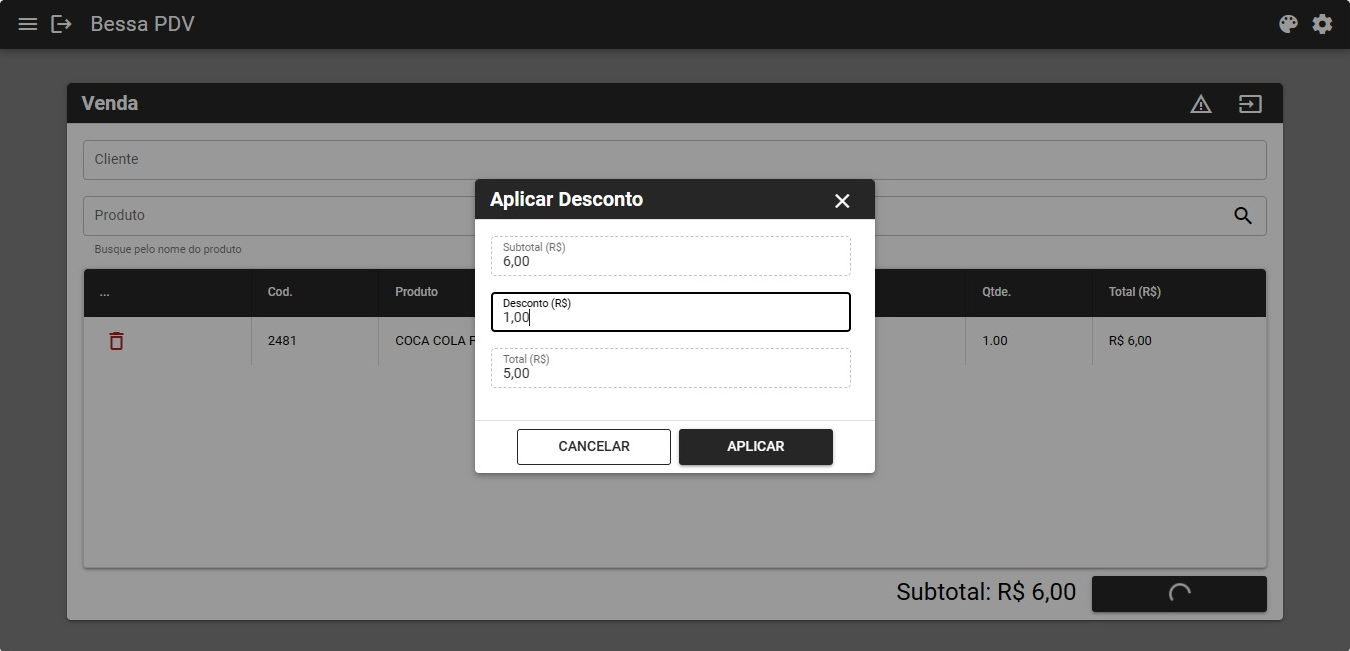 Bessa PDV
Venda
Cliente
Produto
Busque pelo nome do produto
... Cod. Produto Qtde. Total (R$)
2481 COCA COLA 1.00 R$ 6,00
Aplicar Desconto
Subtotal (R$)
6,00
Desconto (R$)
1,00
Total (R$)
5,00
CANCELAR APLICAR
Subtotal: R$ 6,00